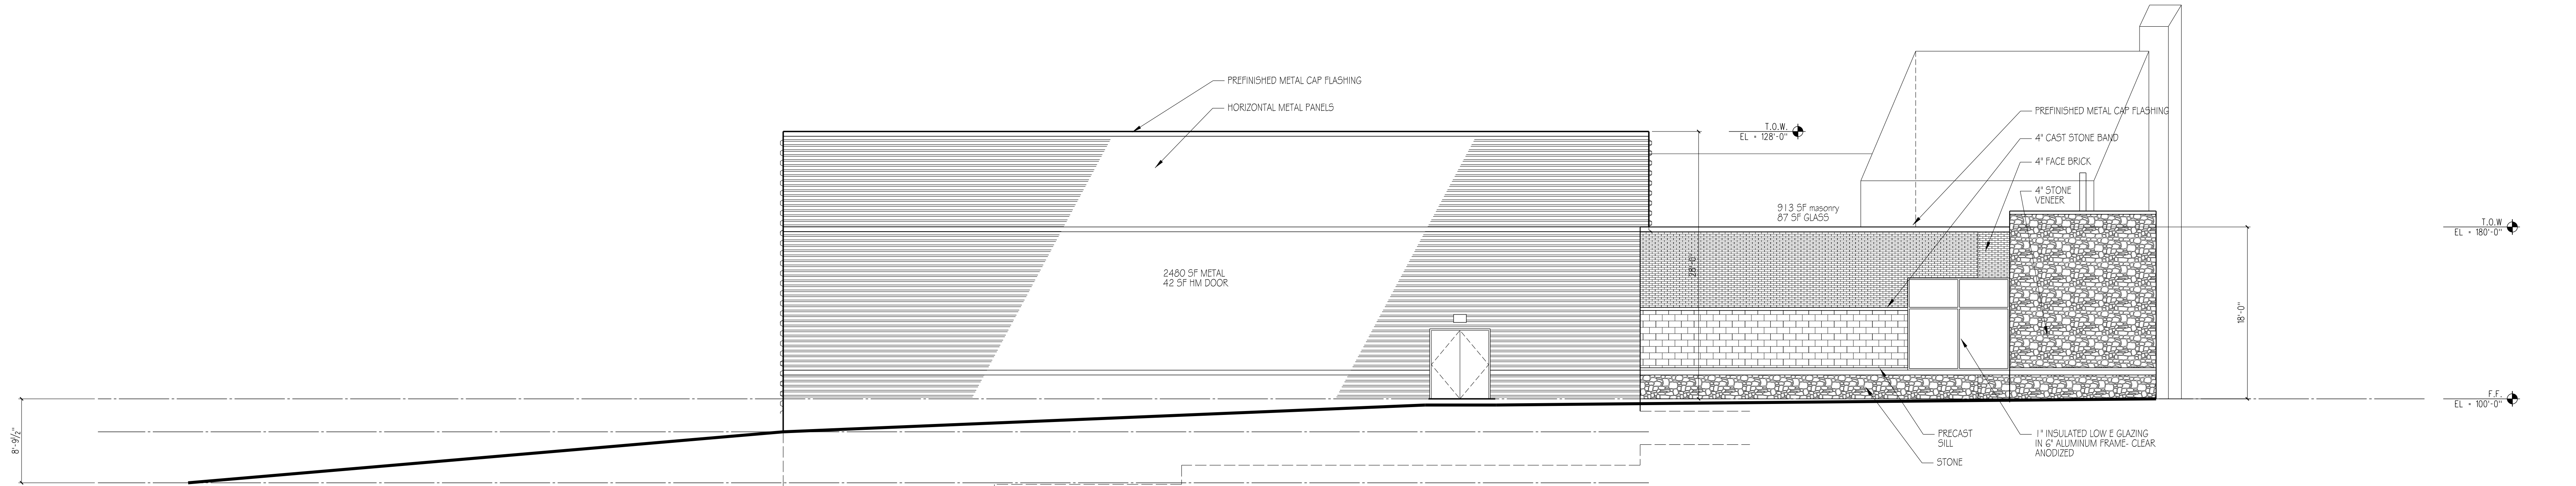 PREFINISHED METAL CAP FLASHING
HORIZONTAL METAL PANELS
T.O.W.
EL = 128'-0"
PREFINISHED METAL CAP FLASHING
4" CAST STONE BAND
4" FACE BRICK
4" STONE
VENEER
913 SF masonry
87 SF GLASS
T.O.W
EL = 180'-0"
28'-0"
2480 SF METAL
42 SF HM DOOR
18'-0"
F.F.
EL = 100'-0"
8'-9 1/2"
PRECAST
SILL
STONE
1" INSULATED LOW E GLAZING
IN 6" ALUMINUM FRAME- CLEAR
ANODIZED